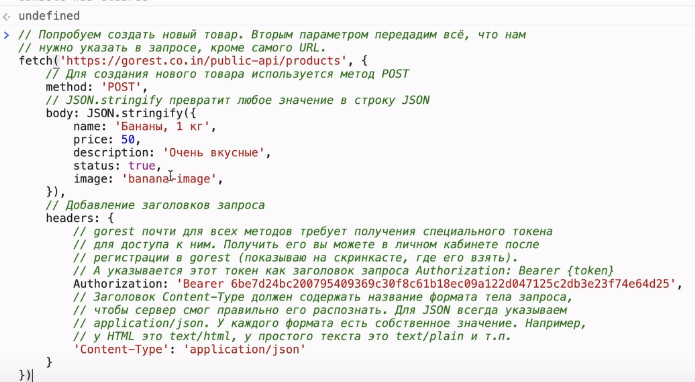 undefined
// Попробуем создать новый товар. Вторым параметром передадим всё, что нам
// нужно указать в запросе, кроме самого URL.
fetch('https://gorest.co.in/public-api/products', {
// Для создания нового товара используется метод POST
method: 'POST',
// JSON.stringify превратит любое значение в строку JSON
body: JSON.stringify({
name: 'Бананы, 1 кг',
price: 50,
description: 'Очень вкусные',
status: true,
image: 'banana-image',
}),
// Добавление заголовков запроса
headers: {
// gorest почти для всех методов требует получения специального токена
// для доступа к ним. Получить его вы можете в личном кабинете после
// регистрации в gorest (показываю на скринкасте, где его взять).
// А указывается этот токен как заголовок запроса Authorization: Bearer {token}
Authorization: 'Bearer 6be7d24bc200795409369c30f8c61b18ec09a122d047125c2db3e23f74e64d25',
// Заголовок Content-Type должен содержать название формата тела запроса,
// чтобы сервер смог правильно его распознать. Для JSON всегда указываем
// application/json. У каждого формата есть собственное значение. Например,
// у HTML это text/html, у простого текста это text/plain и т.п.
'Content-Type': 'application/json'
}
})